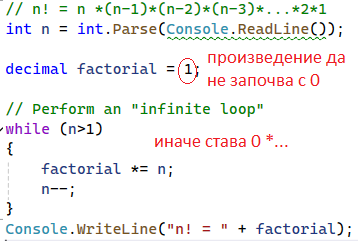 // n! = n *(n-1)*(n-2)*(n-3)*...*2*1
int n = int.Parse(Console.ReadLine());
decimal factorial = 1;
произведение да
не започва с 0
// Perform an "infinite loop"
while (n>1)
иначе става 0 *...
{
factorial *= n;
n--;
}
Console.WriteLine("n! = " + factorial);